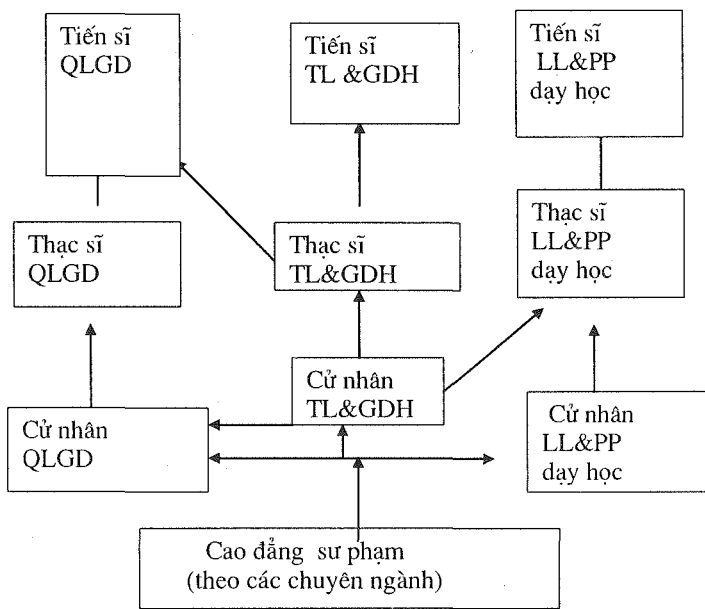 Tiến sĩ
QLGD
Tiến sĩ
TL &GDH
Tiến sĩ
LL&PP
dạy học
Thạc sĩ
QLGD
Thạc sĩ
TL&GDH
Thạc sĩ
LL&PP
dạy học
Cử nhân
TL&GDH
Cử nhân
QLGD
Cử nhân
LL&PP
dạy học
Cao đẳng sư phạm
(theo các chuyên ngành)